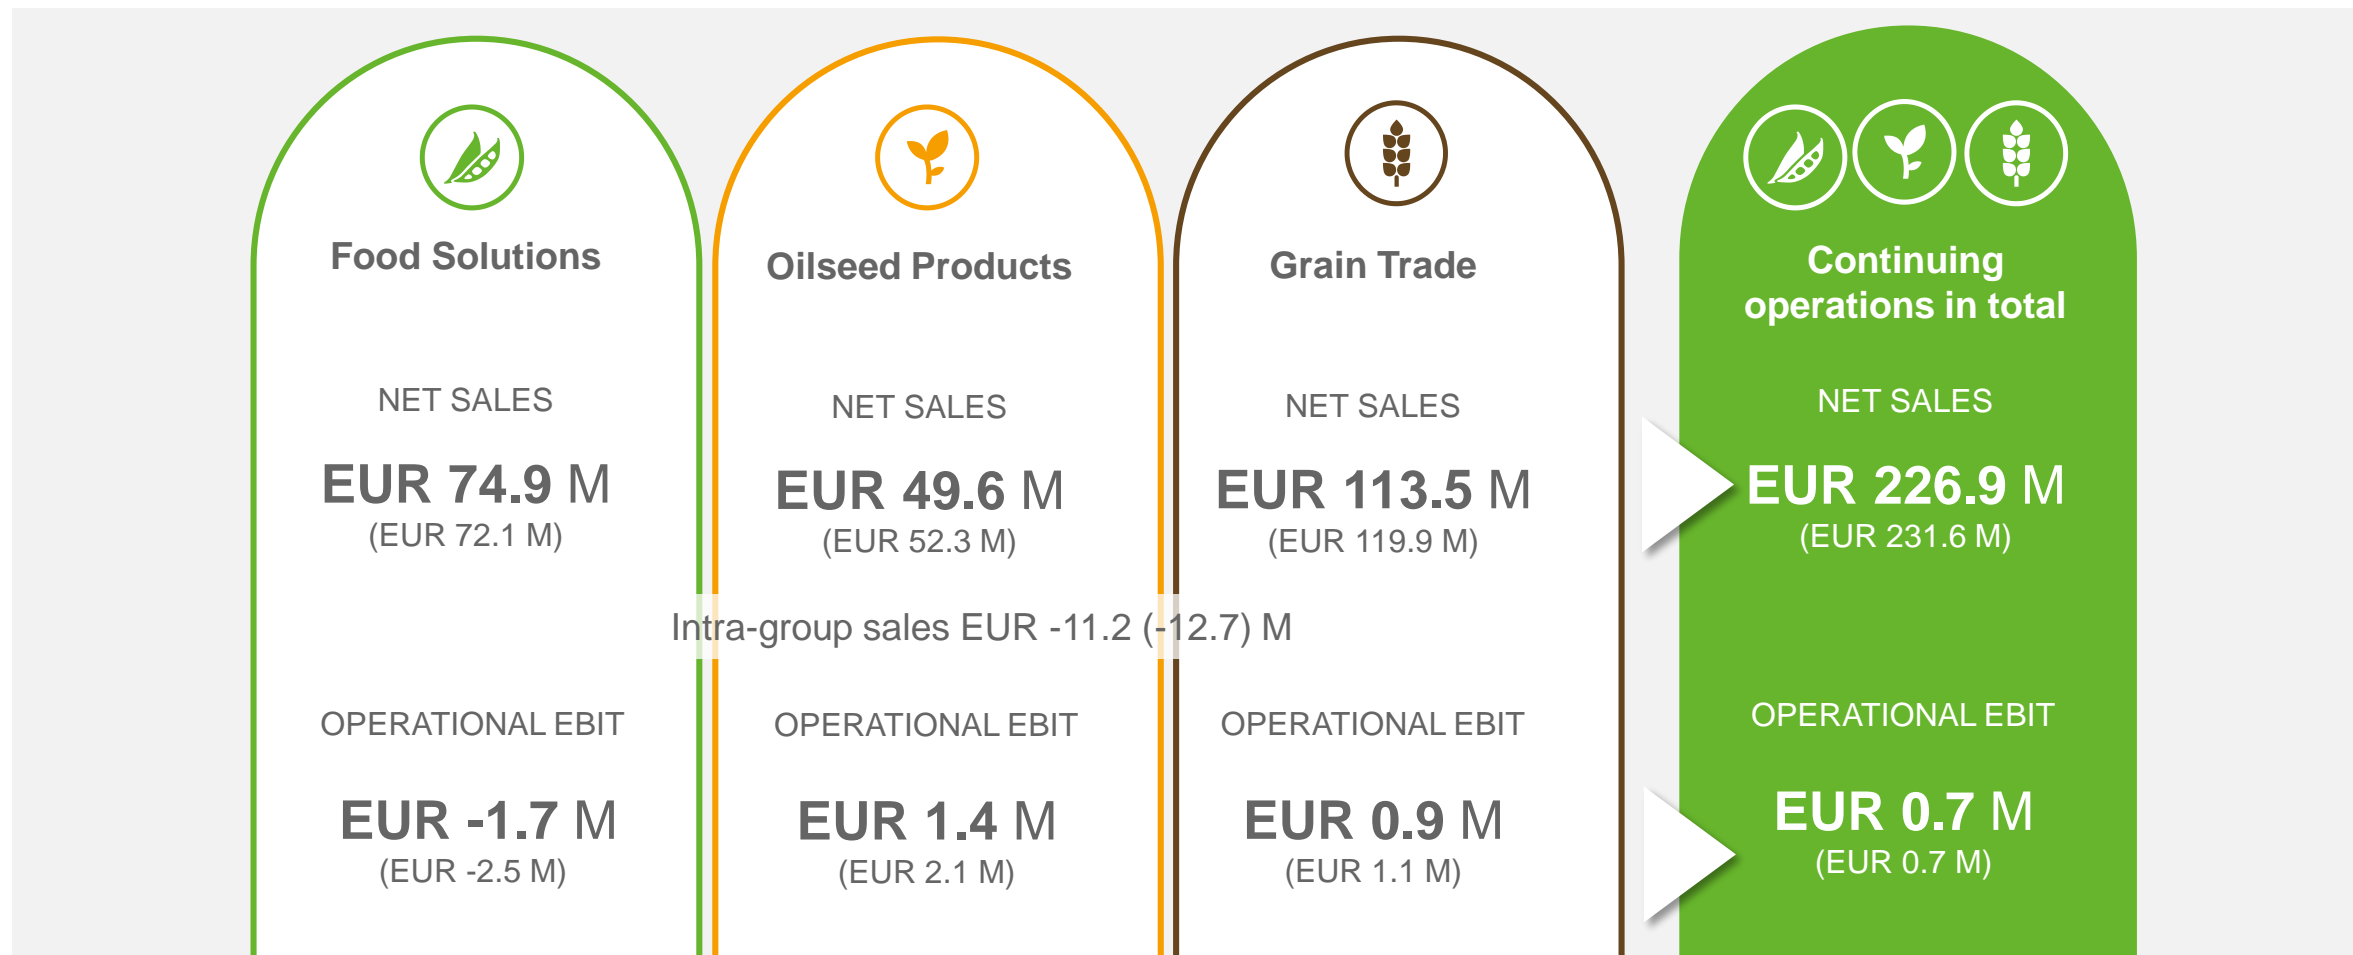 Food Solutions
NET SALES
EUR 74.9 M
(EUR 72.1 M)
OPERATIONAL EBIT
EUR -1.7 M
(EUR -2.5 M)
Oilseed Products
NET SALES
EUR 49.6 M
(EUR 52.3 M)
Intra-group sales EUR -11.2 (-12.7) M
OPERATIONAL EBIT
EUR 1.4 M
(EUR 2.1 M)
Grain Trade
NET SALES
EUR 113.5 M
(EUR 119.9 M)
OPERATIONAL EBIT
EUR 0.9 M
(EUR 1.1 M)
Continuing
operations in total
NET SALES
EUR 226.9 M
(EUR 231.6 M)
OPERATIONAL EBIT
EUR 0.7 M
(EUR 0.7 M)